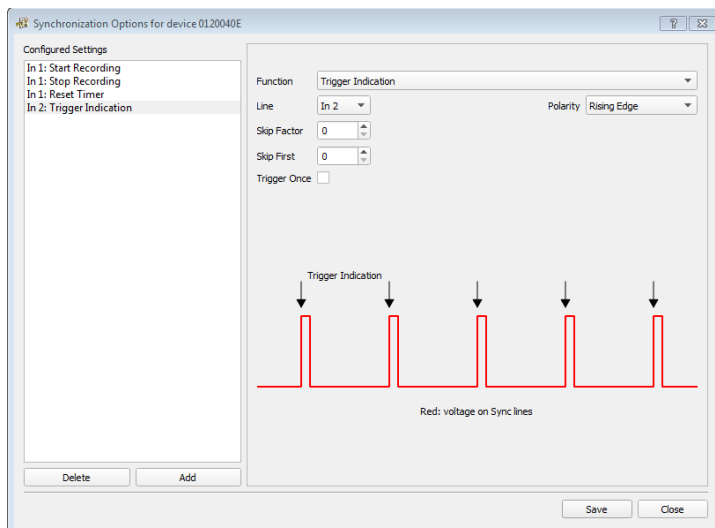 Synchronization Options for device 0120040E
Configured Settings
In 1: Start Recording
In 1: Stop Recording
In 1: Reset Timer
In 2: Trigger Indication
Delete Add
Function Trigger Indication
Line In 2 Polarity Rising Edge
Skip Factor 0
Skip First 0
Trigger Once
Trigger Indication
Red: voltage on Sync lines
Save Close